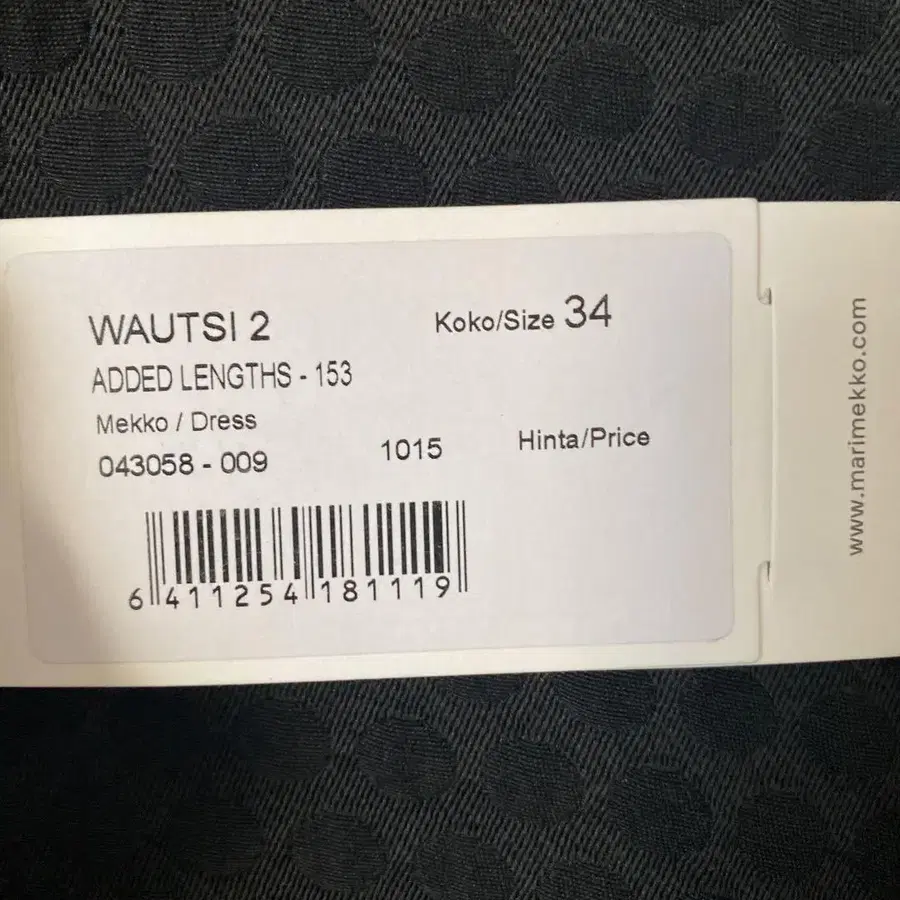 WAUTSI 2
Koko/Size 34
ADDED LENGTHS - 153
Mekko / Dress
043058 - 009
1015
Hinta/Price
6 411254 181119
www.marimekko.com